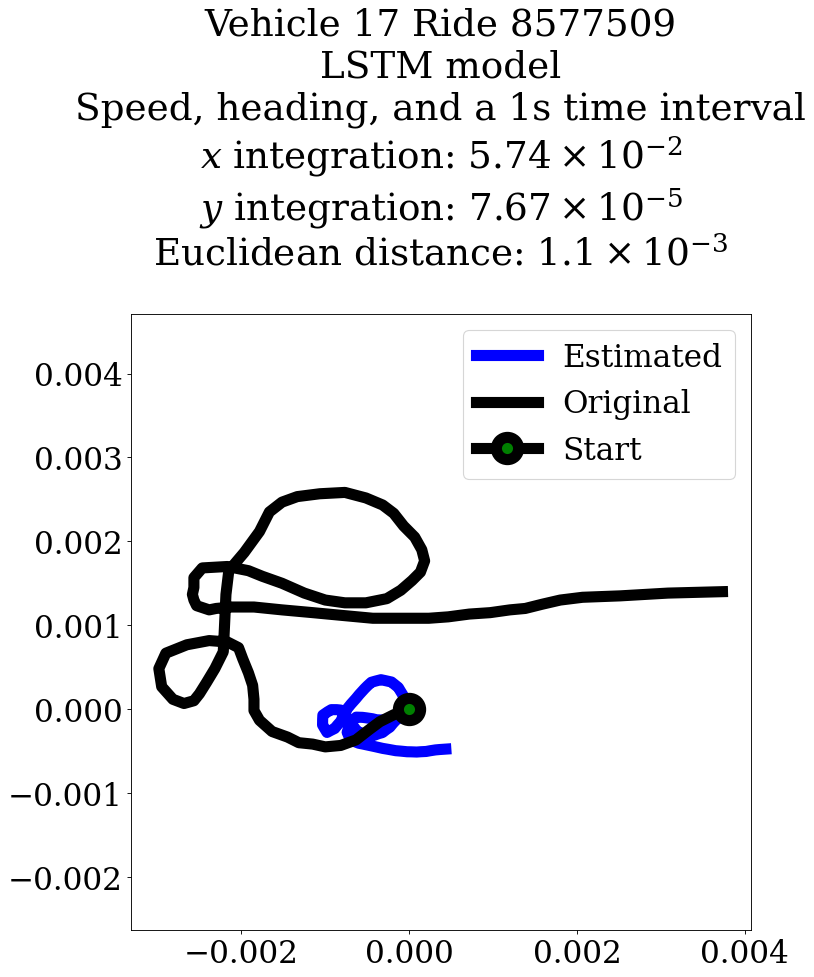 Vehicle 17 Ride 8577509
LSTM model
Speed, heading, and a 1s time interval
x integration: 5.74 × 10⁻²
y integration: 7.67 × 10⁻⁵
Euclidean distance: 1.1 × 10⁻³
Estimated
Original
Start
0.004
0.003
0.002
0.001
0.000
−0.001
−0.002
−0.002 0.000 0.002 0.004